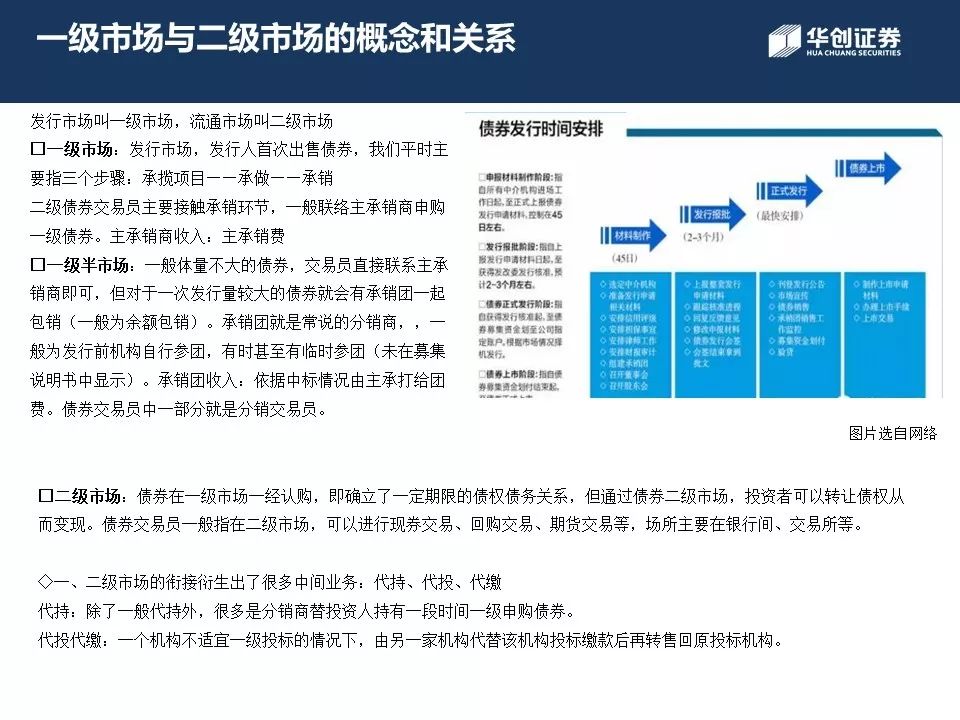 一级市场与二级市场的概念和关系
华创证券
HUA CHUANG SECURITIES
发行市场叫一级市场，流通市场叫二级市场
□一级市场：发行市场，发行人首次出售债券，我们平时主
要指三个步骤：承揽项目——承做——承销
二级债券交易员主要接触承销环节，一般联络主承销商申购
一级债券。主承销商收入：主承销费
□一级半市场：一般体量不大的债券，交易员直接联系主承
销商即可，但对于一次发行量较大的债券就会有承销团一起
包销（一般为余额包销）。承销团就是常说的分销商，，一
般为发行前机构自行参团，有时甚至有临时参团（未在募集
说明书中显示）。承销团收入：依据中标情况由主承打给团
费。债券交易员中一部分就是分销交易员。
债券发行时间安排
□申报材料制作阶段：指
自所有中介机构进场工
作日起，至正式上报债券
发行申请材料，控制在45
日左右。
□发行报批阶段：指自上
报发行申请材料日起，至
获得发改委发行核准，预
计2-3个月左右。
□债券正式发行阶段：指
自获得发行核准起，至债
券募集资金划至公司指
定账户，根据市场情况择
机发行。
□债券上市阶段：指自债
券募集资金划付结束起，
至债券正式上市
材料制作
(45日)
发行报批
(2-3个月)
正式发行
(最快安排)
债券上市
◇ 选定中介机构
◇ 准备发行申请
相关材料
◇ 安排信用评级
◇ 安排担保事宜
◇ 安排律师工作
◇ 安排财报审计
◇ 组建承销团
◇ 召开董事会
◇ 召开股东会
◇ 上报整套发行
申请材料
◇ 跟踪核准进程
◇ 回复反馈意见
◇ 修改申报材料
◇ 债券发行会签
◇ 会签结束拿到
批文
◇ 刊登发行公告
◇ 市场宣传
◇ 债券销售
◇ 承销团销售工
作监控
◇ 募集资金划付
◇ 验资
◇ 制作上市申请
材料
◇ 办理上市手续
◇ 上市交易
图片选自网络
□二级市场：债券在一级市场一经认购，即确立了一定期限的债权债务关系，但通过债券二级市场，投资者可以转让债权从
而变现。债券交易员一般指在二级市场，可以进行现券交易、回购交易、期货交易等，场所主要在银行间、交易所等。
◇一、二级市场的衔接衍生出了很多中间业务：代持、代投、代缴
代持：除了一般代持外，很多是分销商替投资人持有一段时间一级申购债券。
代投代缴：一个机构不适宜一级投标的情况下，由另一家机构代替该机构投标缴款后再转售回原投标机构。